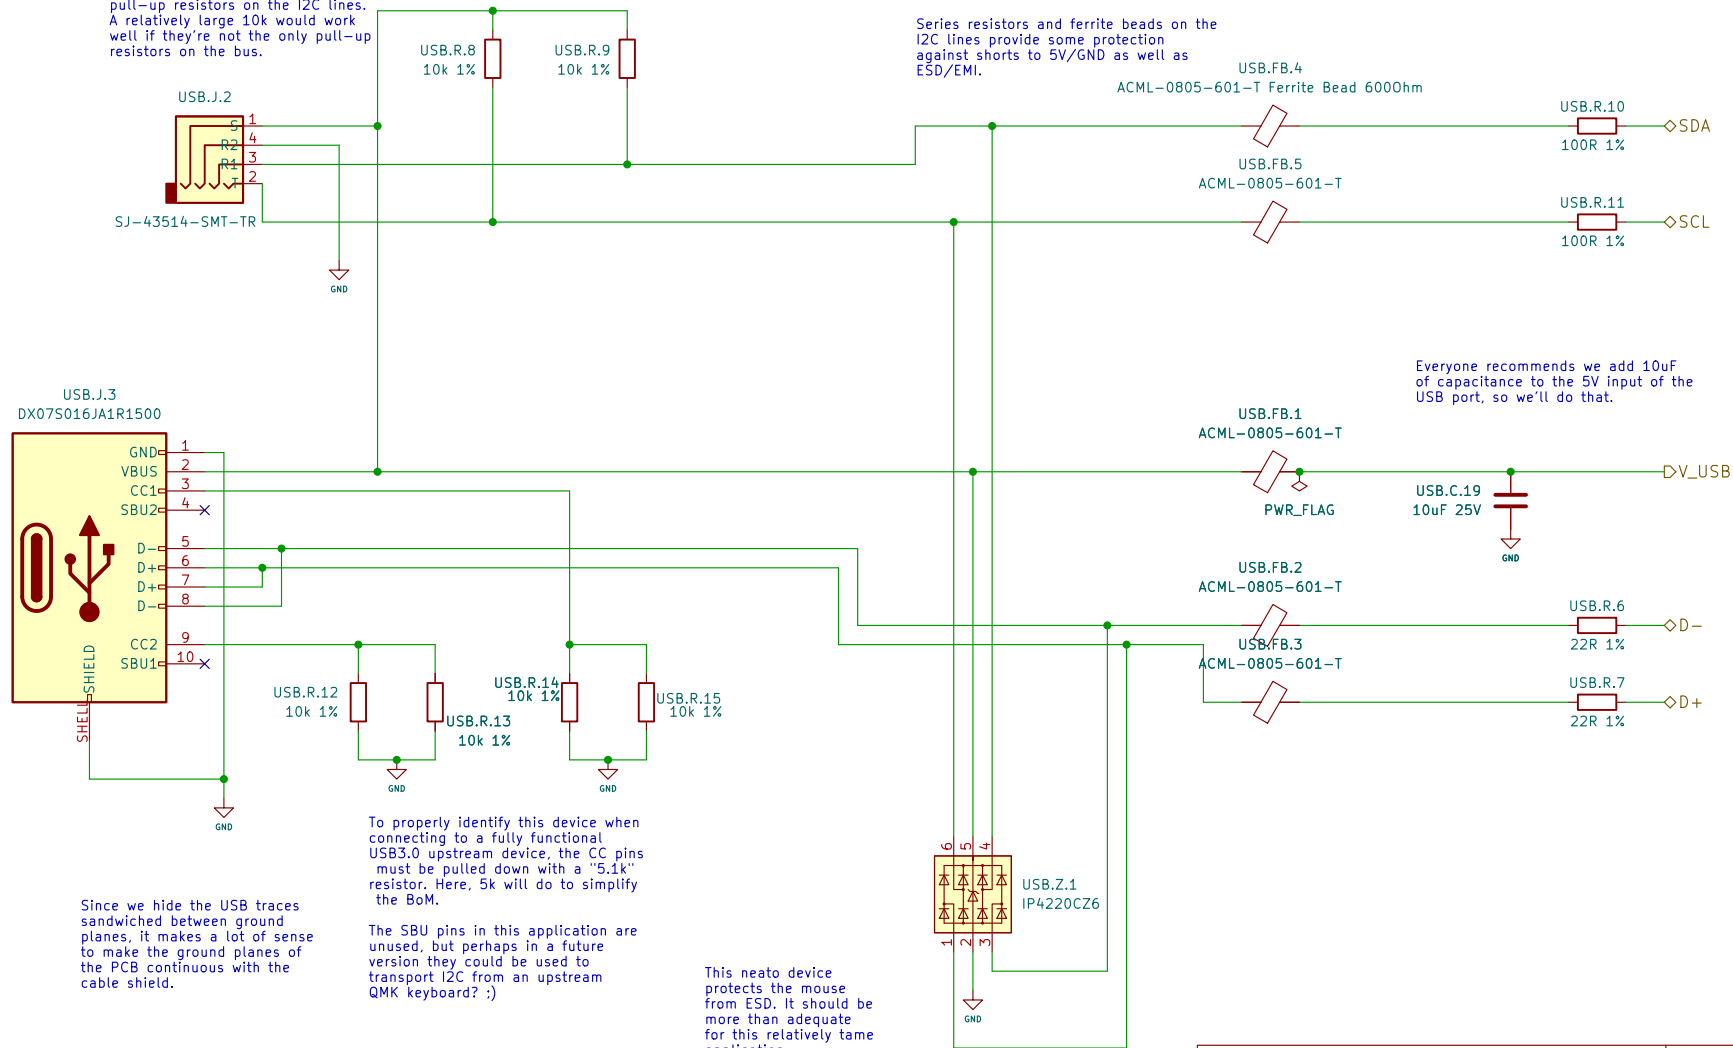 pull-up resistors on the I2C lines.
A relatively large 10k would work
well if they're not the only pull-up
resistors on the bus.
USB.R.8
10k 1%
USB.R.9
10k 1%
Series resistors and ferrite beads on the
I2C lines provide some protection
against shorts to 5V/GND as well as
ESD/EMI.
USB.FB.4
ACML-0805-601-T Ferrite Bead 600Ohm
USB.R.10
100R 1%
SDA
USB.J.2
S 1
R2 4
R1 3
T 2
SJ-43514-SMT-TR
GND
USB.FB.5
ACML-0805-601-T
USB.R.11
100R 1%
SCL
Everyone recommends we add 10uF
of capacitance to the 5V input of the
USB port, so we'll do that.
USB.J.3
DX07S016JA1R1500
GND 1
VBUS 2
CC1 3
SBU2 4
D- 5
D+ 6
D+ 7
D- 8
CC2 9
SBU1 10
SHIELD
SHELL
GND
USB.FB.1
ACML-0805-601-T
PWR_FLAG
USB.C.19
10uF 25V
GND
V_USB
USB.FB.2
ACML-0805-601-T
USB.R.6
22R 1%
D-
USB.FB.3
ACML-0805-601-T
USB.R.7
22R 1%
D+
USB.R.12
10k 1%
USB.R.13
10k 1%
GND
USB.R.14
10k 1%
USB.R.15
10k 1%
GND
To properly identify this device when
connecting to a fully functional
USB3.0 upstream device, the CC pins
must be pulled down with a "5.1k"
resistor. Here, 5k will do to simplify
the BoM.
The SBU pins in this application are
unused, but perhaps in a future
version they could be used to
transport I2C from an upstream
QMK keyboard? ;)
Since we hide the USB traces
sandwiched between ground
planes, it makes a lot of sense
to make the ground planes of
the PCB continuous with the
cable shield.
6 5 4
USB.Z.1
IP4220CZ6
1 2 3
GND
This neato device
protects the mouse
from ESD. It should be
more than adequate
for this relatively tame